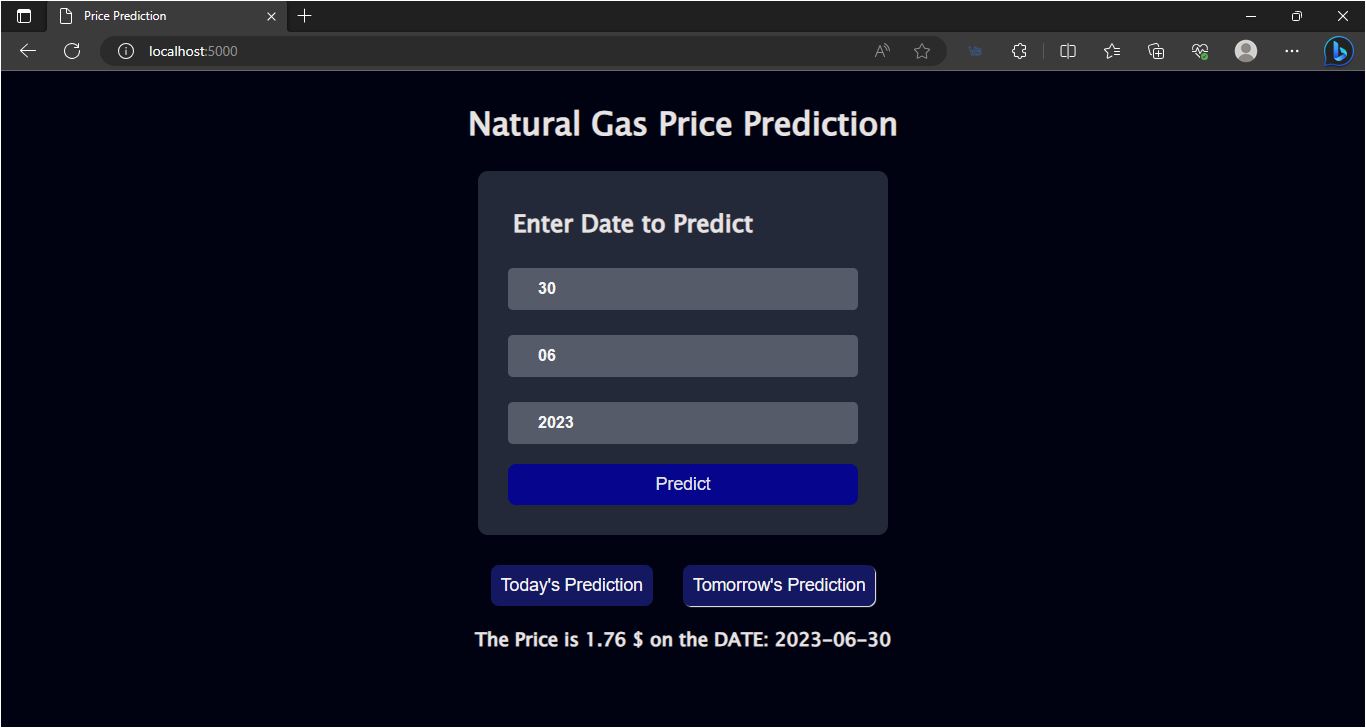 Price Prediction
localhost:5000
Natural Gas Price Prediction
Enter Date to Predict
30
06
2023
Predict
Today's Prediction Tomorrow's Prediction
The Price is 1.76 $ on the DATE: 2023-06-30